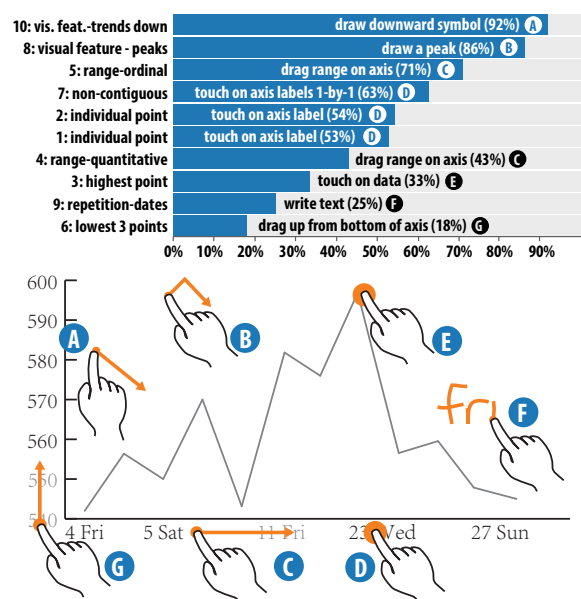 10: vis. feat.-trends down draw downward symbol (92%) A
8: visual feature - peaks draw a peak (86%) B
5: range-ordinal drag range on axis (71%) C
7: non-contiguous touch on axis labels 1-by-1 (63%) D
2: individual point touch on axis label (54%) D
1: individual point touch on axis label (53%) D
4: range-quantitative drag range on axis (43%) C
3: highest point touch on data (33%) E
9: repetition-dates write text (25%) F
6: lowest 3 points drag up from bottom of axis (18%) G
0% 10% 20% 30% 40% 50% 60% 70% 80% 90%
600
590
580
570
560
550
540
A
B
E
fri F
4 Fri 5 Sat 11 Fri 23 Wed 27 Sun
G
C
D